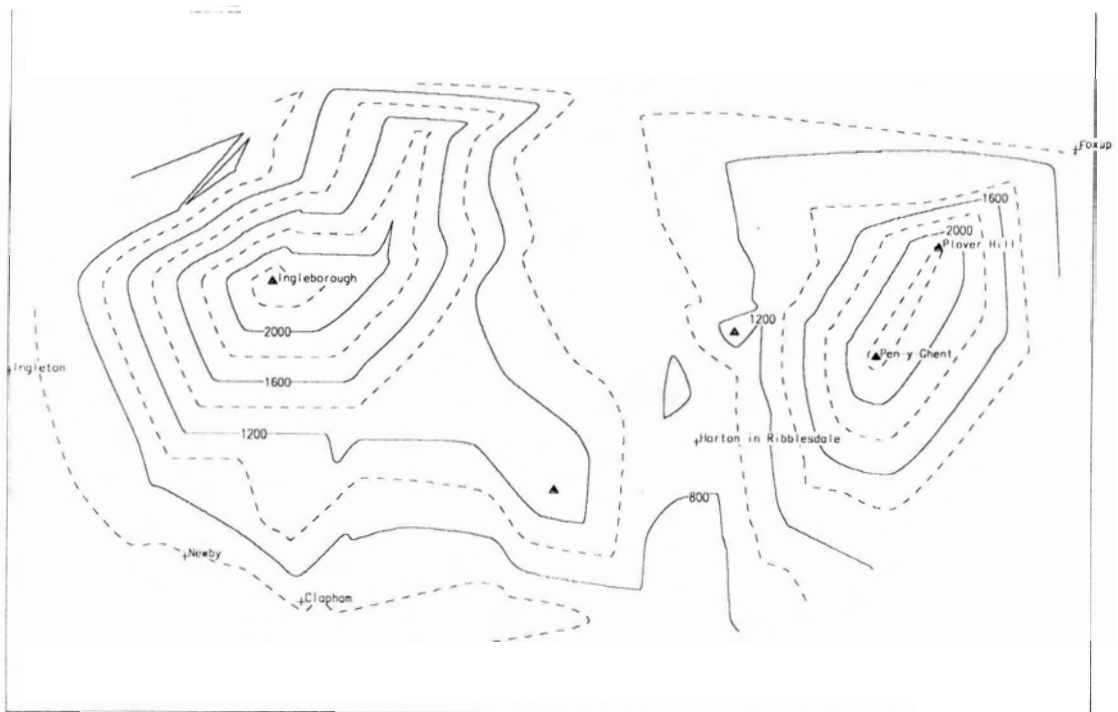 Foxup
1600
2000
Plover Hill
Ingleborough
1200
2000
Pen-y-Ghent
Ingleton
1600
1200
Horton in Ribblesdale
800
Newby
Clapham